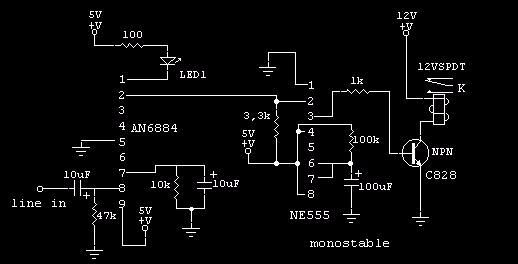 5V
+V
100
LED1
12V
+V
12VSPDT
K
1
2
3
4
5
6
7
8
9
AN6884
10uF
+
line in
47k
10k
+
10uF
5V
+V
3,3k
5V
+V
1
2
3
4
5
6
7
8
NE555
1k
100k
+
100uF
NPN
C828
monostable